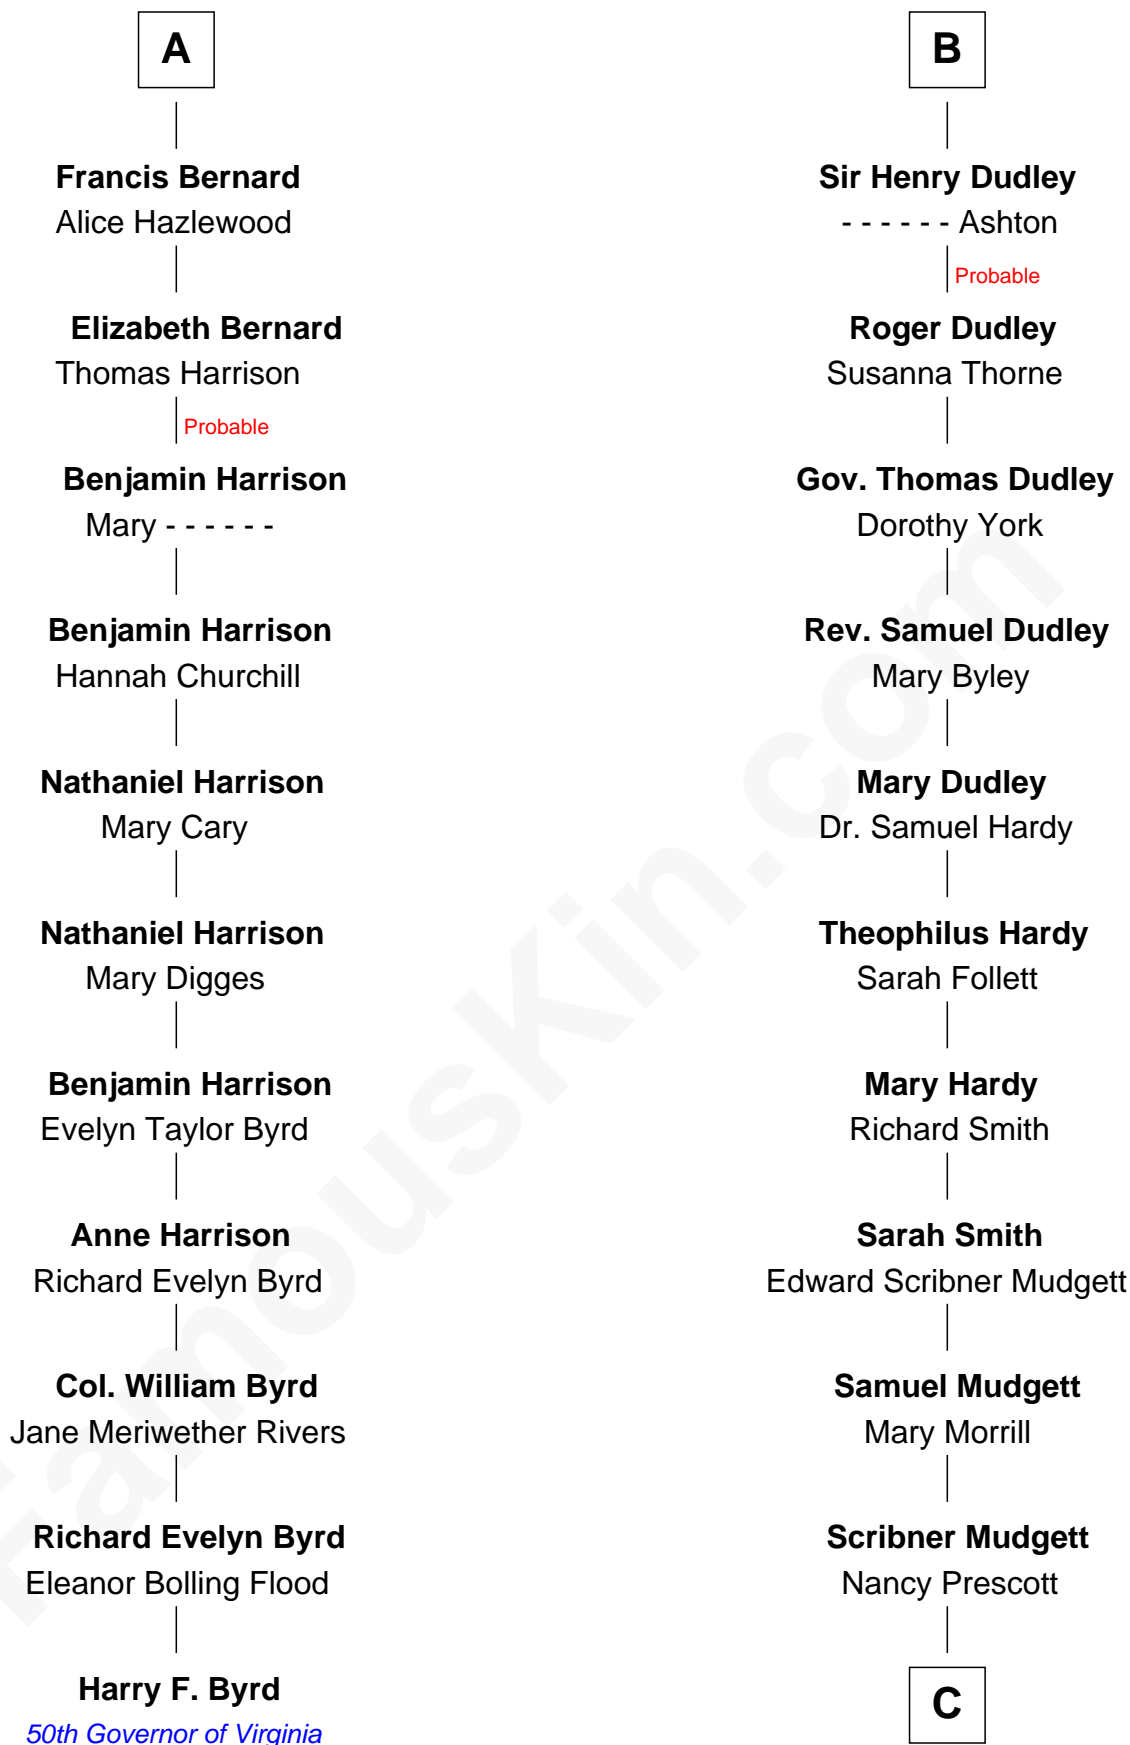 A
Francis Bernard
Alice Hazlewood
Elizabeth Bernard
Thomas Harrison
Probable
Benjamin Harrison
Mary - - - - - -
Benjamin Harrison
Hannah Churchill
Nathaniel Harrison
Mary Cary
Nathaniel Harrison
Mary Digges
Benjamin Harrison
Evelyn Taylor Byrd
Anne Harrison
Richard Evelyn Byrd
Col. William Byrd
Jane Meriwether Rivers
Richard Evelyn Byrd
Eleanor Bolling Flood
Harry F. Byrd
50th Governor of Virginia
B
Sir Henry Dudley
- - - - - - Ashton
Probable
Roger Dudley
Susanna Thorne
Gov. Thomas Dudley
Dorothy York
Rev. Samuel Dudley
Mary Byley
Mary Dudley
Dr. Samuel Hardy
Theophilus Hardy
Sarah Follett
Mary Hardy
Richard Smith
Sarah Smith
Edward Scribner Mudgett
Samuel Mudgett
Mary Morrill
Scribner Mudgett
Nancy Prescott
C
FamousKin.com